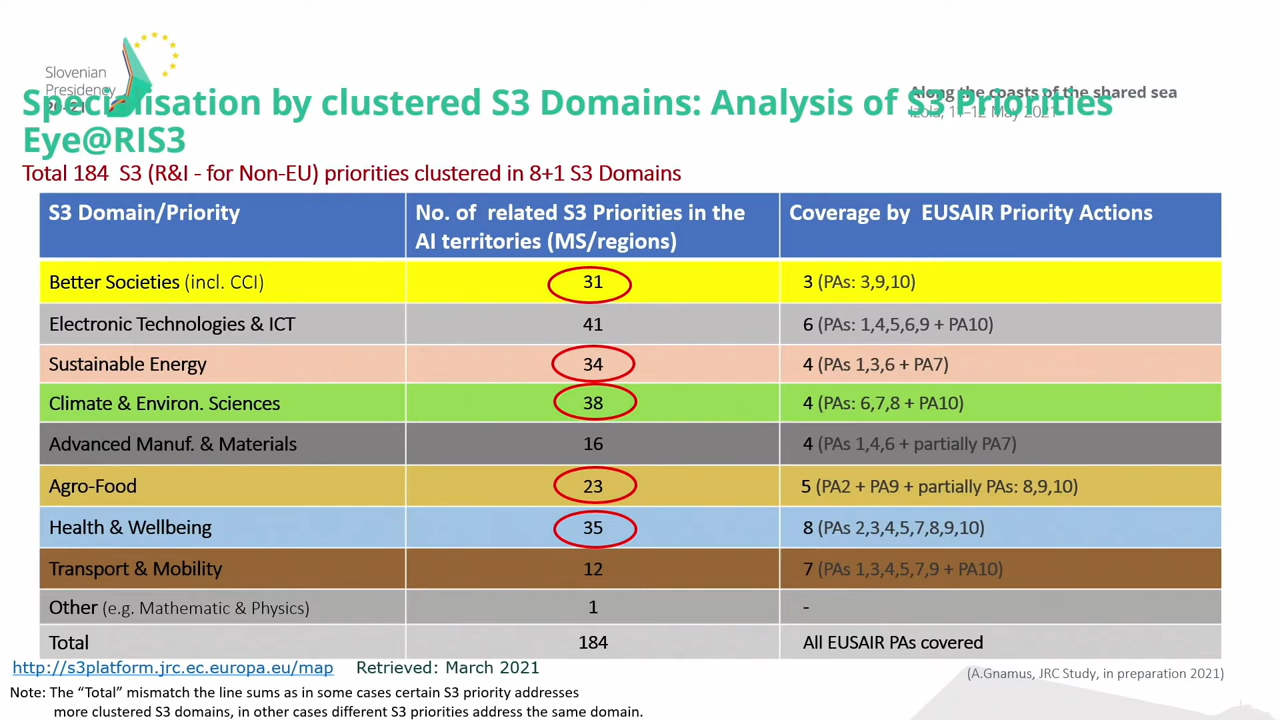 Slovenian
Presidency
20-21
Along the coasts of the shared sea
Izola, 11–12 May 2021
Specialisation by clustered S3 Domains: Analysis of S3 Priorities
Eye@RIS3
Total 184 S3 (R&I - for Non-EU) priorities clustered in 8+1 S3 Domains
S3 Domain/Priority No. of related S3 Priorities in the AI territories (MS/regions) Coverage by EUSAIR Priority Actions
Better Societies (incl. CCI) 31 3 (PAs: 3,9,10)
Electronic Technologies & ICT 41 6 (PAs: 1,4,5,6,9 + PA10)
Sustainable Energy 34 4 (PAs 1,3,6 + PA7)
Climate & Environ. Sciences 38 4 (PAs: 6,7,8 + PA10)
Advanced Manuf. & Materials 16 4 (PAs 1,4,6 + partially PA7)
Agro-Food 23 5 (PA2 + PA9 + partially PAs: 8,9,10)
Health & Wellbeing 35 8 (PAs 2,3,4,5,7,8,9,10)
Transport & Mobility 12 7 (PAs 1,3,4,5,7,9 + PA10)
Other (e.g. Mathematic & Physics) 1 -
Total 184 All EUSAIR PAs covered
http://s3platform.jrc.ec.europa.eu/map Retrieved: March 2021
(A.Gnamus, JRC Study, in preparation 2021)
Note: The “Total” mismatch the line sums as in some cases certain S3 priority addresses
more clustered S3 domains, in other cases different S3 priorities address the same domain.